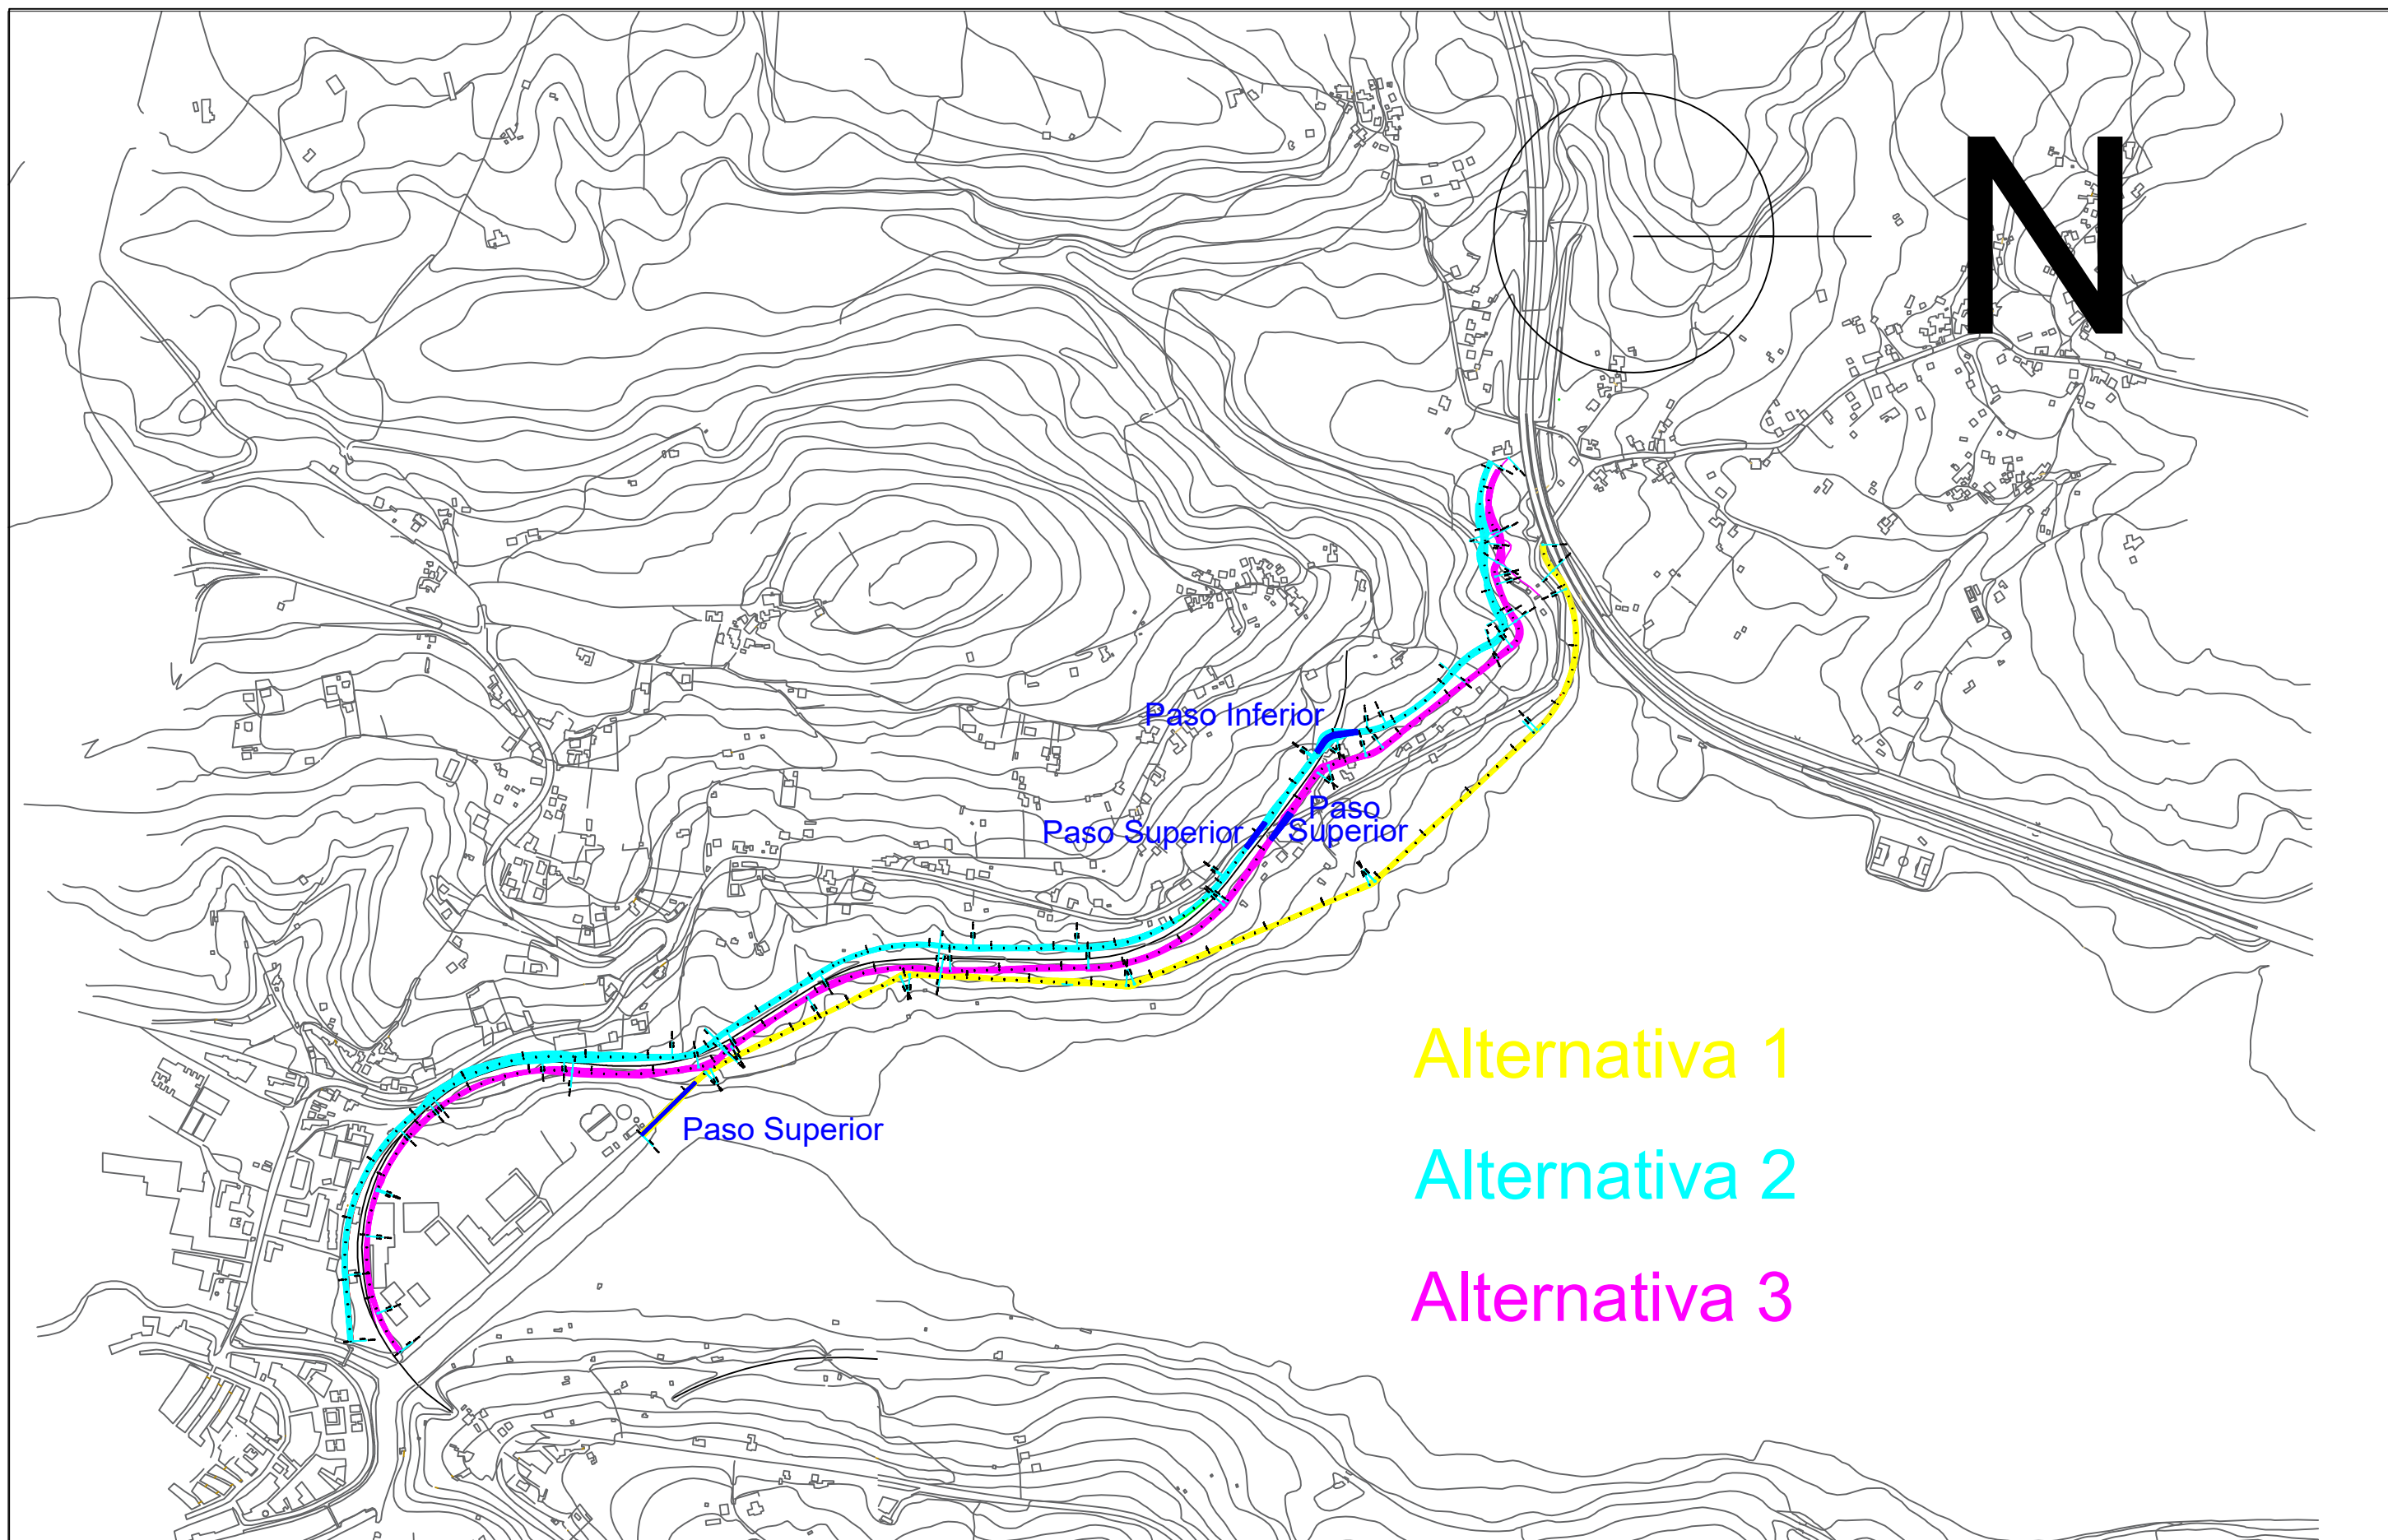 N
Paso Inferior
Paso Superior
Paso
Superior
Paso Superior
Alternativa 1
Alternativa 2
Alternativa 3